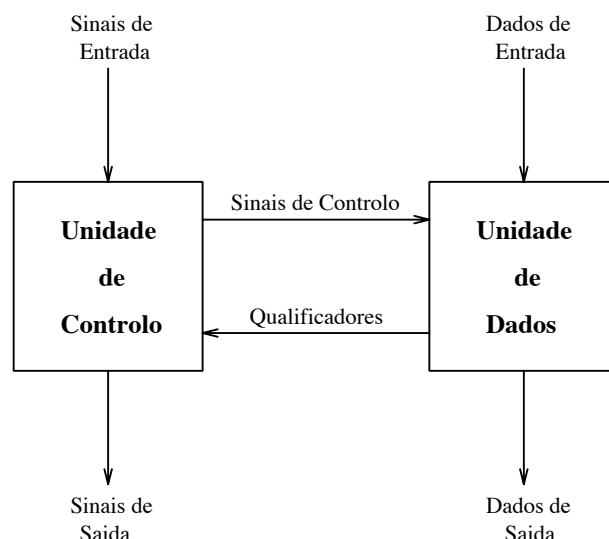 Sinais de
Entrada
Dados de
Entrada
Sinais de Controlo
Unidade
de
Controlo
Unidade
de
Dados
Qualificadores
Sinais de
Saida
Dados de
Saida